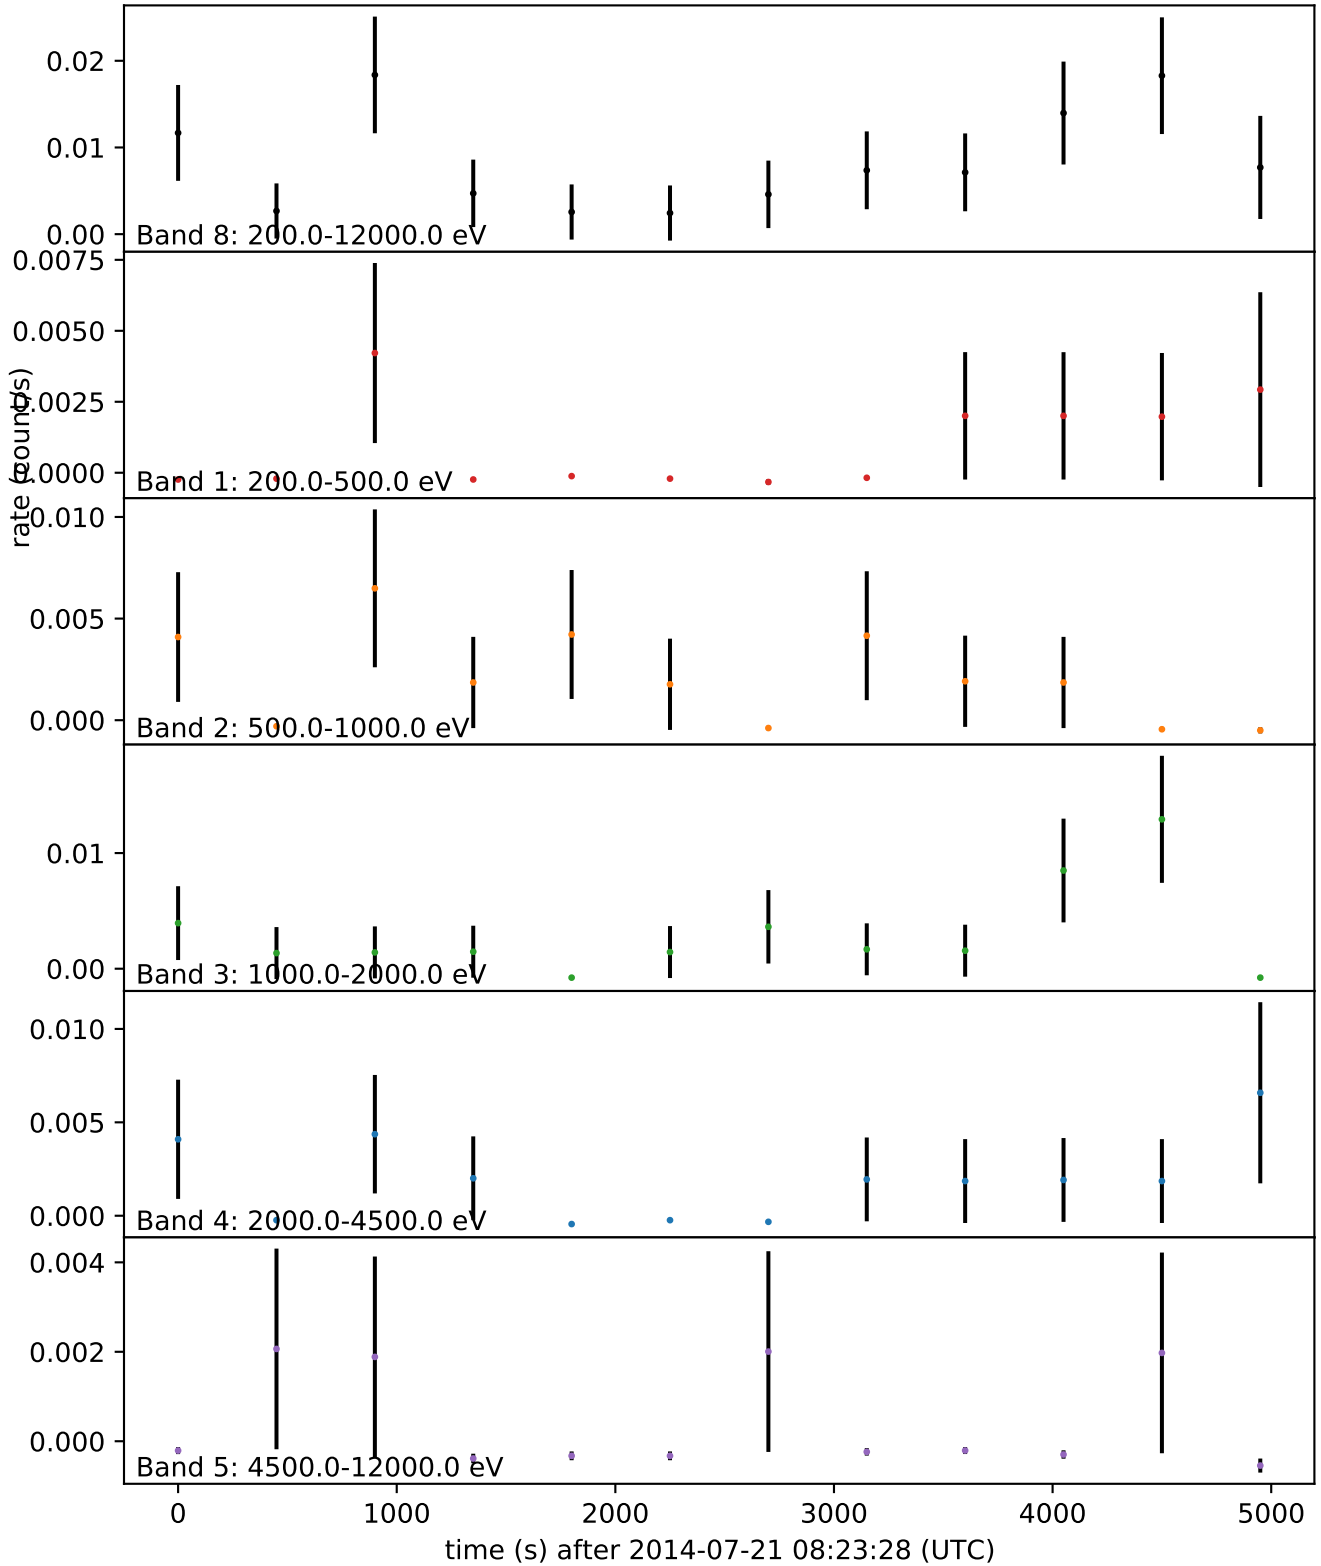 0.02
0.01
0.00
Band 8: 200.0-12000.0 eV
0.0075
0.0050
0.0025
0.0000
Band 1: 200.0-500.0 eV
rate (count/s)
0.010
0.005
0.000
Band 2: 500.0-1000.0 eV
0.01
0.00
Band 3: 1000.0-2000.0 eV
0.010
0.005
0.000
Band 4: 2000.0-4500.0 eV
0.004
0.002
0.000
Band 5: 4500.0-12000.0 eV
0 1000 2000 3000 4000 5000
time (s) after 2014-07-21 08:23:28 (UTC)